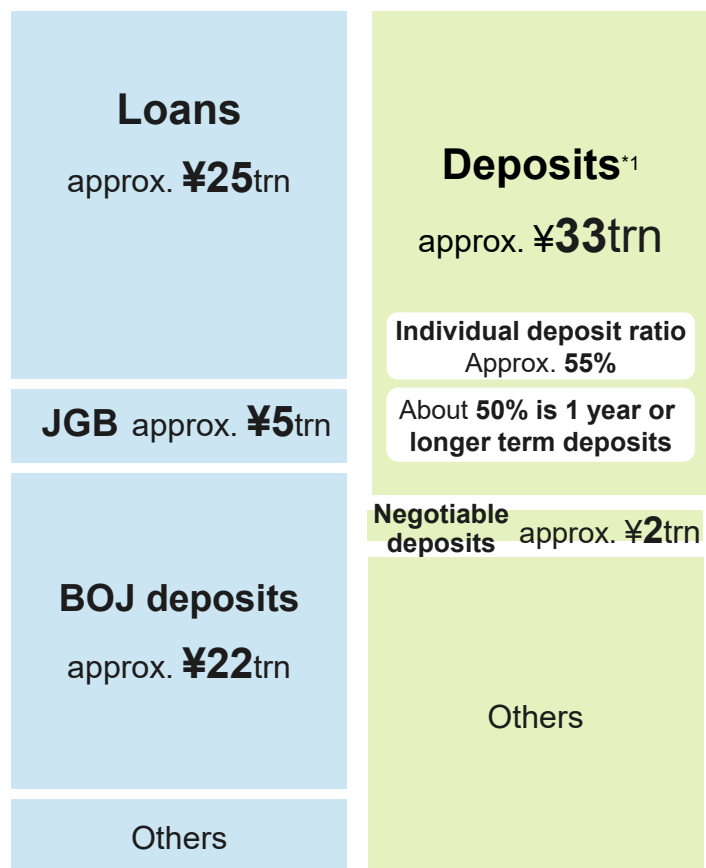 Loans
approx. ¥25trn
JGB approx. ¥5trn
BOJ deposits
approx. ¥22trn
Others
Deposits*1
approx. ¥33trn
Individual deposit ratio
Approx. 55%
About 50% is 1 year or
longer term deposits
Negotiable
deposits approx. ¥2trn
Others